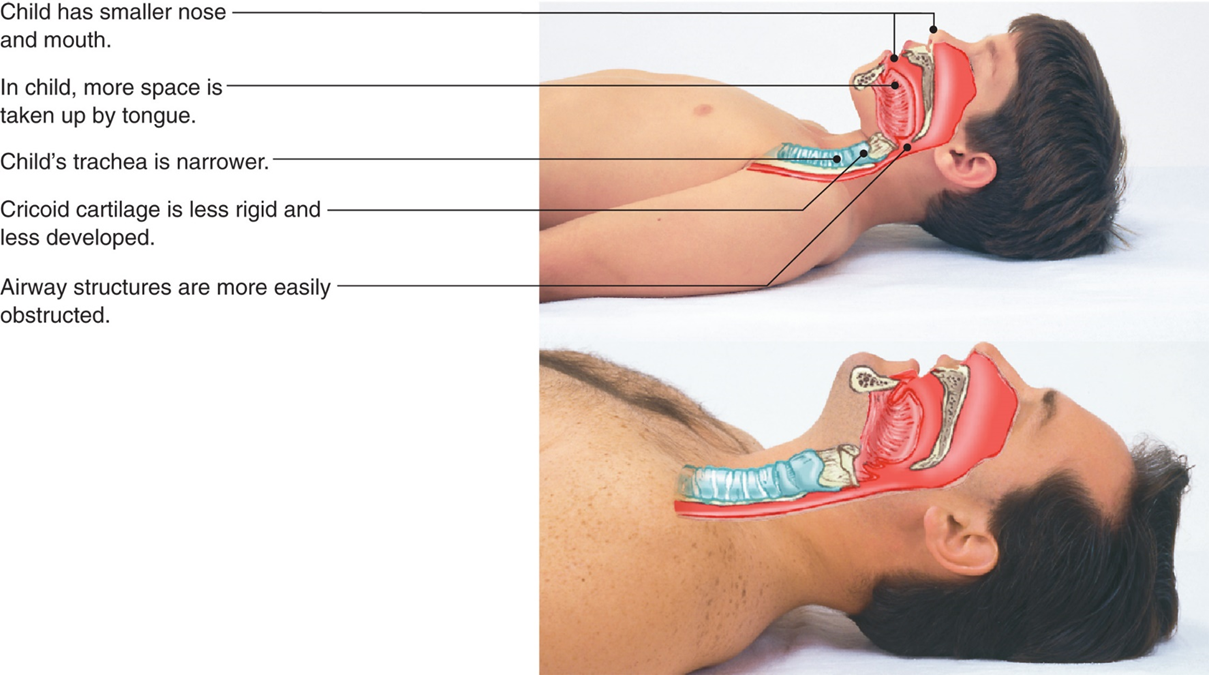 Child has smaller nose
and mouth.
In child, more space is
taken up by tongue.
Child's trachea is narrower.
Cricoid cartilage is less rigid and
less developed.
Airway structures are more easily
obstructed.